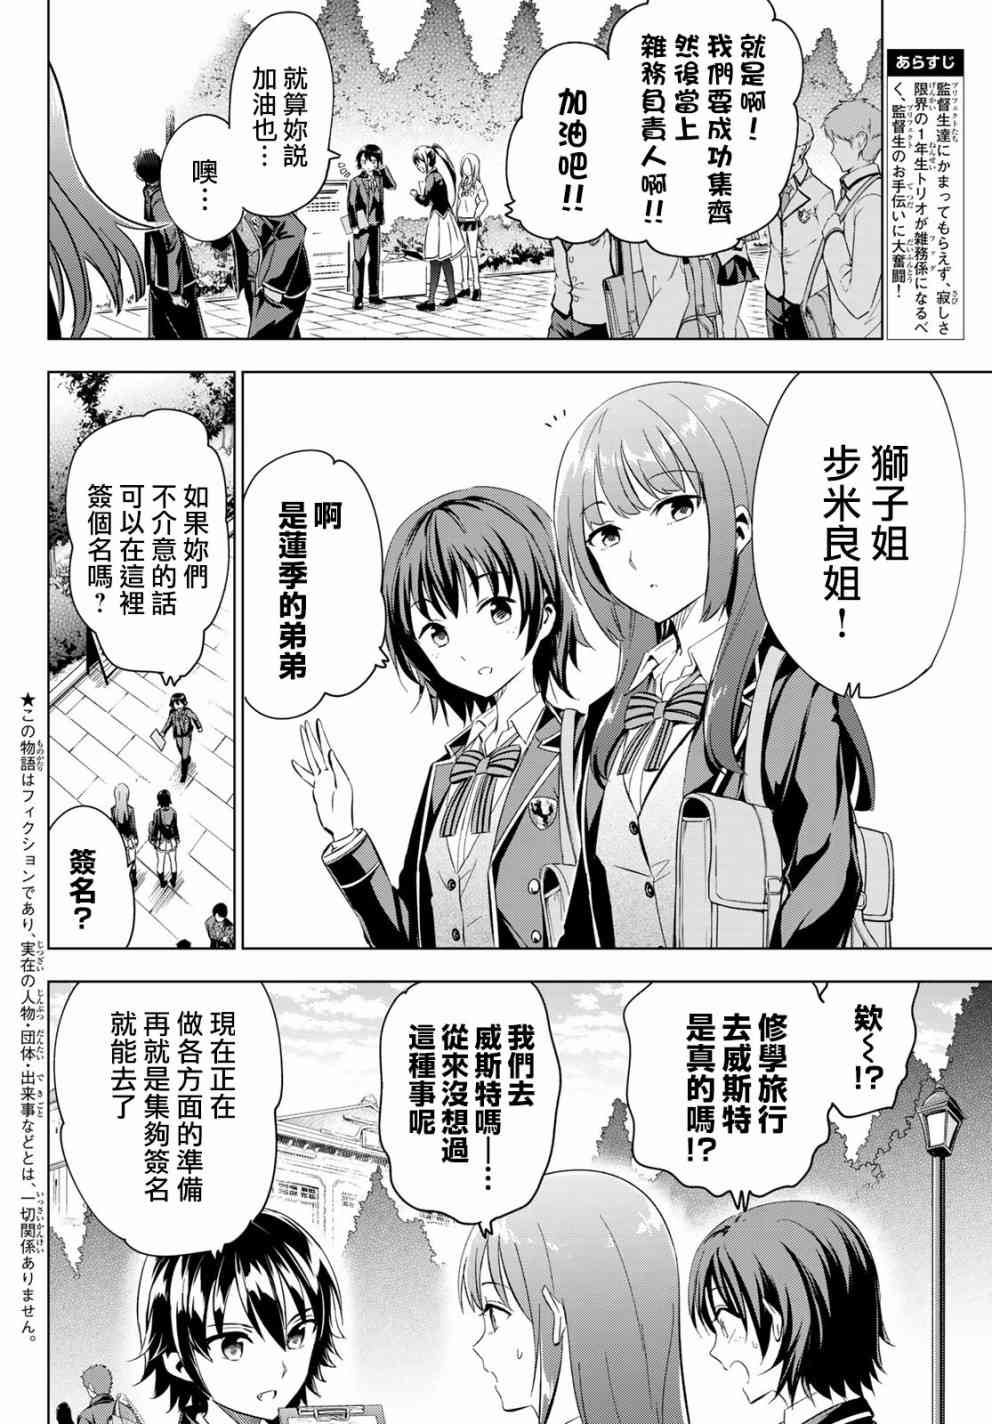 あらすじ
監督生達にかまってもらえず、寂しさ
限界の1年生トリオが雑務係になるべ
く、監督生のお手伝いに大奮闘!
就是啊!
我們要成功集齊
然後當上
雜務負責人啊!!
加油吧!!
就算妳說
加油也…
噢…
獅子姐
步米良姐!
啊
是蓮季的弟弟
如果妳們
不介意的話
可以在這裡
簽個名嗎?
簽名?
欸～!?
修學旅行
去威斯特
是真的嗎!?
我們去
威斯特嗎──…
從來沒想過
這種事呢
現在正在
做各方面的準備
再就是集夠簽名
就能去了
★この物語はフィクションであり、実在の人物・団体・出来事などとは、一切関係ありません。